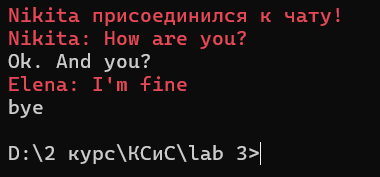 Nikita присоединился к чату!
Nikita: How are you?
Ok. And you?
Elena: I'm fine
bye
D:\2 курс\КСиС\lab 3>